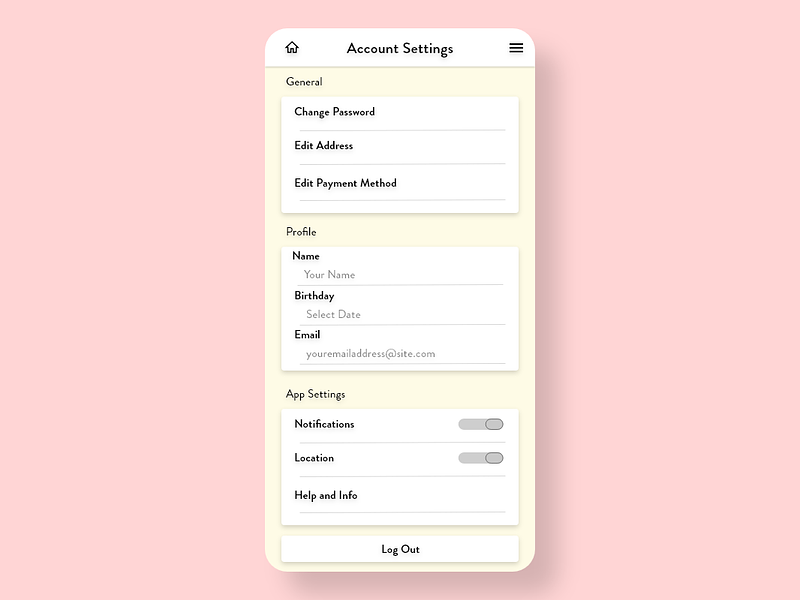 Account Settings
General
Change Password
Edit Address
Edit Payment Method
Profile
Name
Your Name
Birthday
Select Date
Email
youremailaddress@site.com
App Settings
Notifications
Location
Help and Info
Log Out